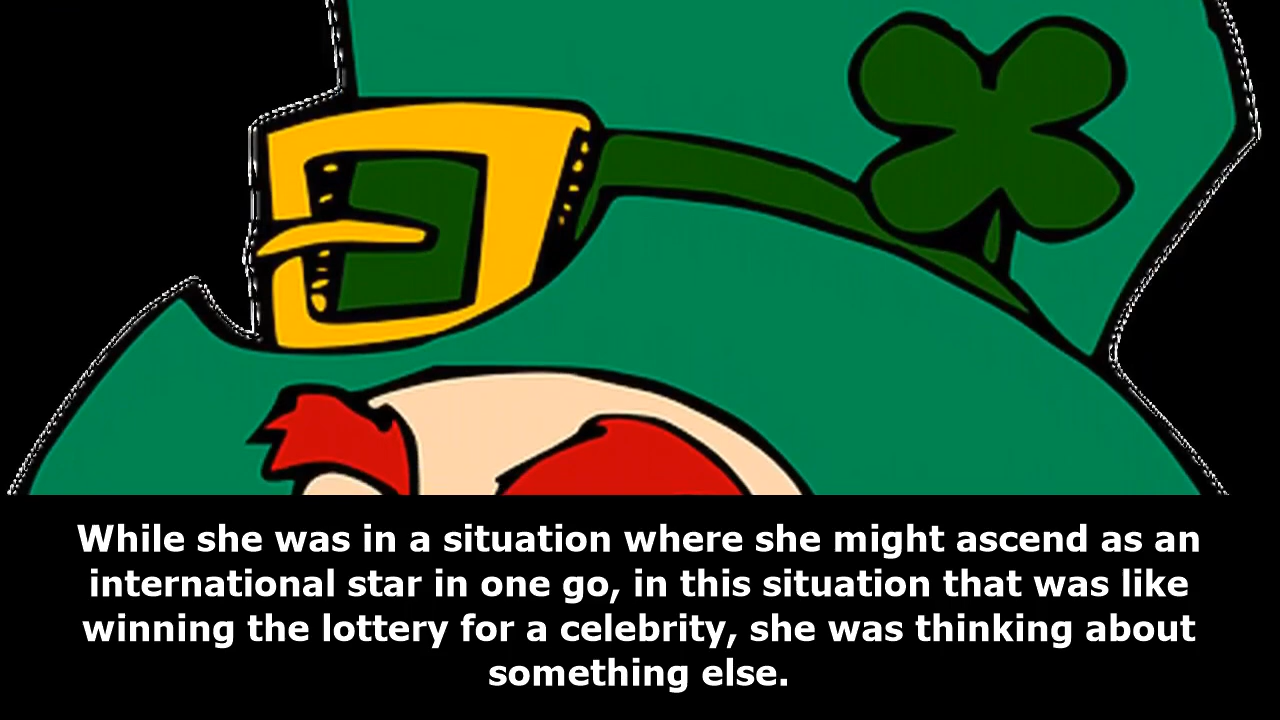 While she was in a situation where she might ascend as an
international star in one go, in this situation that was like
winning the lottery for a celebrity, she was thinking about
something else.